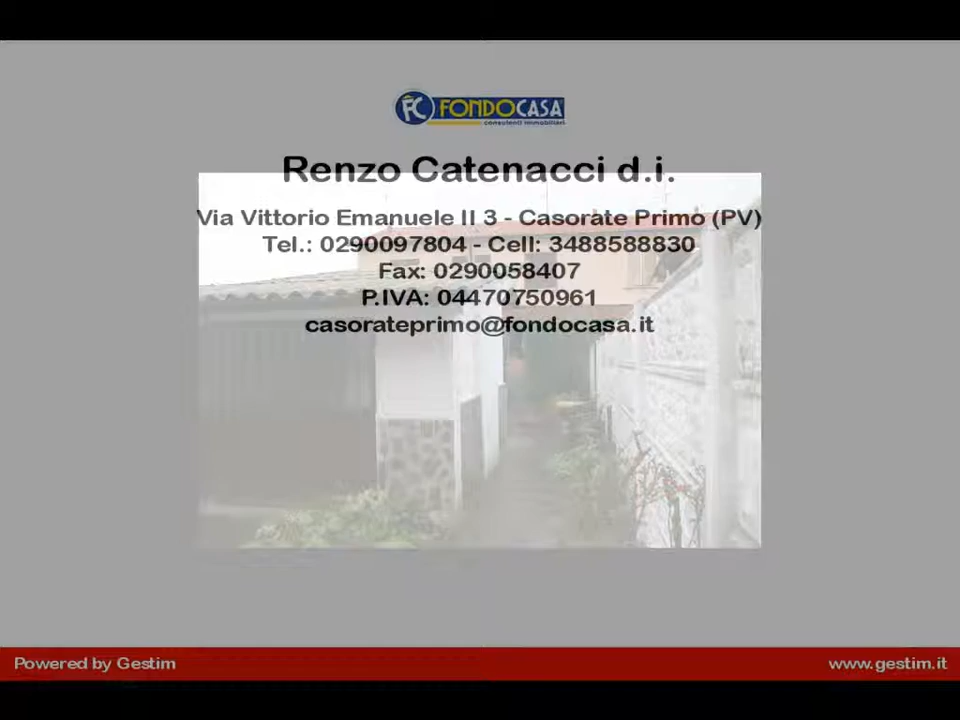 FC FONDOCASA
consulenti immobiliari
Renzo Catenacci d.i.
Via Vittorio Emanuele II 3 - Casorate Primo (PV)
Tel.: 0290097804 - Cell: 3488588830
Fax: 0290058407
P.IVA: 04470750961
casorateprimo@fondocasa.it
Powered by Gestim
www.gestim.it